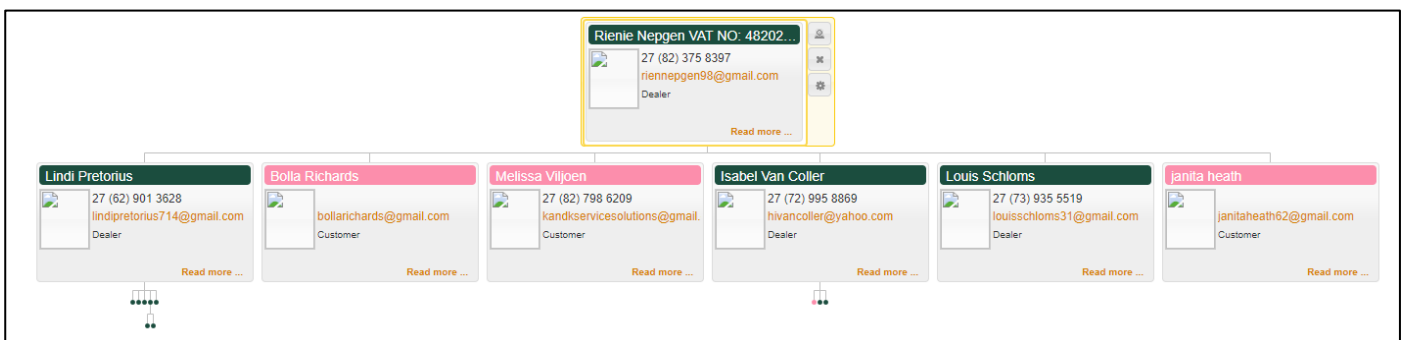 Rienie Nepgen VAT NO: 48202...
27 (82) 375 8397
riennepgen98@gmail.com
Dealer
Read more ...
Lindi Pretorius
27 (62) 901 3628
lindipretorius714@gmail.com
Dealer
Read more ...
Bolla Richards
bollarichards@gmail.com
Customer
Read more ...
Melissa Viljoen
27 (82) 798 6209
kandkservicesolutions@gmail.
Customer
Read more ...
Isabel Van Coller
27 (72) 995 8869
hivancoller@yahoo.com
Dealer
Read more ...
Louis Schloms
27 (73) 935 5519
louisschloms31@gmail.com
Dealer
Read more ...
janita heath
janitaheath62@gmail.com
Customer
Read more ...